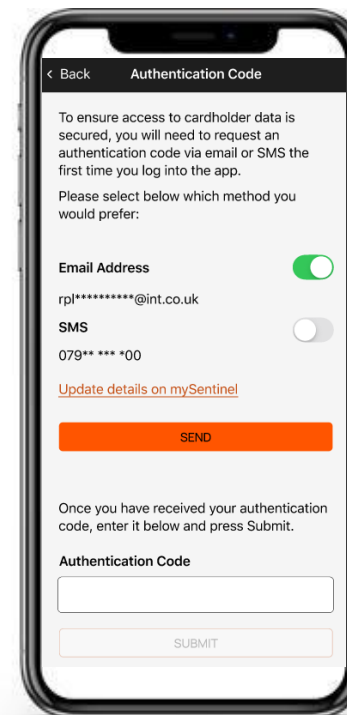 < Back Authentication Code
To ensure access to cardholder data is
secured, you will need to request an
authentication code via email or SMS the
first time you log into the app.
Please select below which method you
would prefer:
Email Address
rpl**********@int.co.uk
SMS
079** *** *00
Update details on mySentinel
SEND
Once you have received your authentication
code, enter it below and press Submit.
Authentication Code
SUBMIT